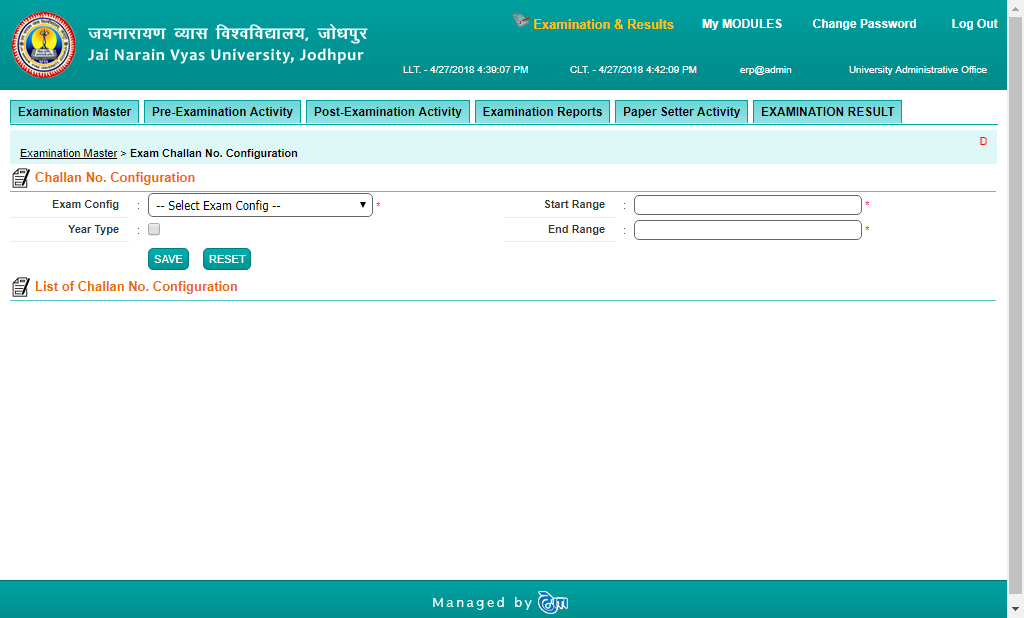 जयनारायण व्यास विश्वविद्यालय, जोधपुर
Jai Narain Vyas University, Jodhpur
Examination & Results My MODULES Change Password Log Out
LLT. - 4/27/2018 4:39:07 PM CLT. - 4/27/2018 4:42:09 PM erp@admin University Administrative Office
Examination Master Pre-Examination Activity Post-Examination Activity Examination Reports Paper Setter Activity EXAMINATION RESULT
D
Examination Master > Exam Challan No. Configuration
Challan No. Configuration
Exam Config : -- Select Exam Config -- * Start Range : *
Year Type : End Range : *
SAVE RESET
List of Challan No. Configuration
Managed by